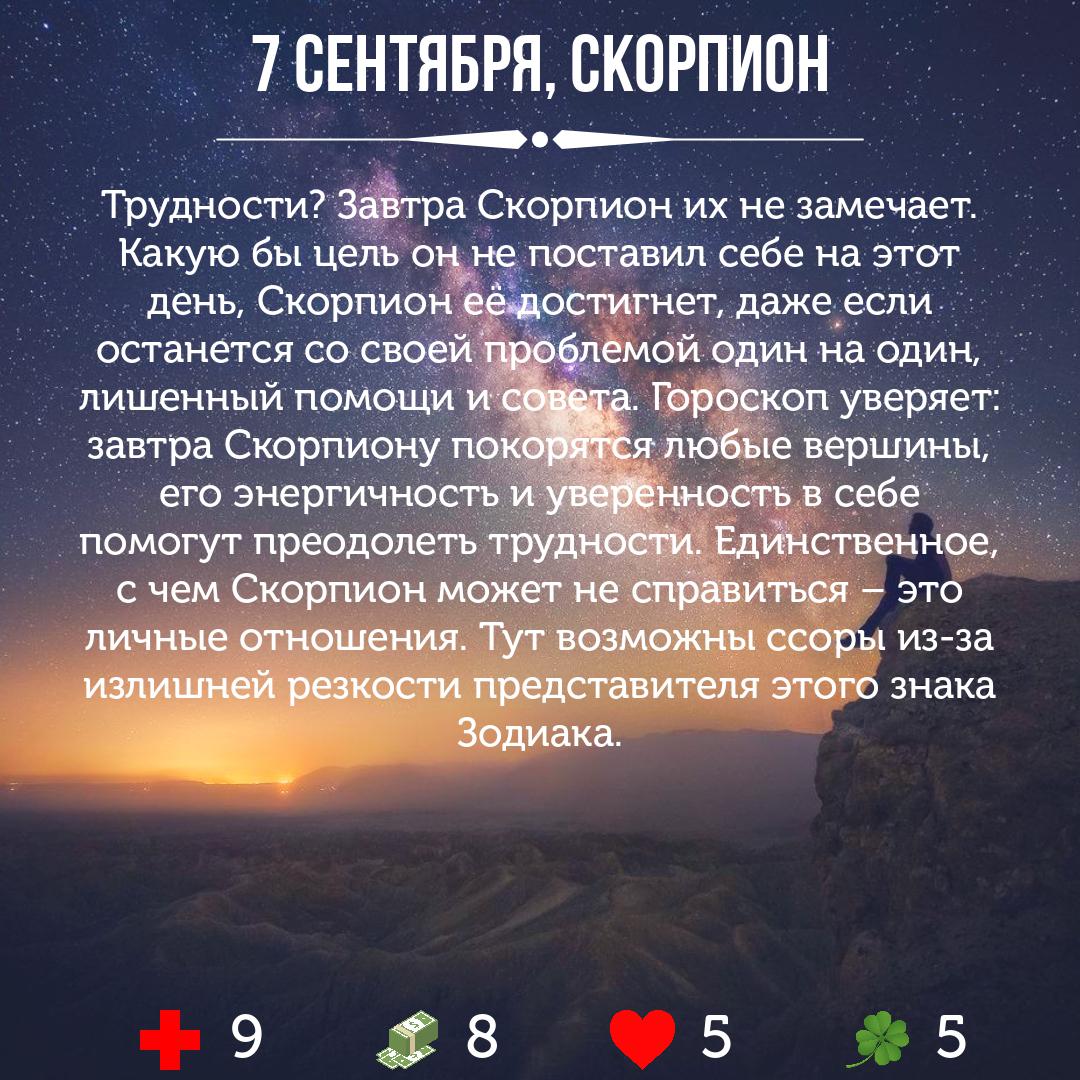 7 СЕНТЯБРЯ, СКОРПИОН
Трудности? Завтра Скорпион их не замечает.
Какую бы цель он не поставил себе на этот
день, Скорпион её достигнет, даже если
останется со своей проблемой один на один,
лишенный помощи и совета. Гороскоп уверяет:
завтра Скорпиону покорятся любые вершины,
его энергичность и уверенность в себе
помогут преодолеть трудности. Единственное,
с чем Скорпион может не справиться – это
личные отношения. Тут возможны ссоры из-за
излишней резкости представителя этого знака
Зодиака.
9 8 5 5